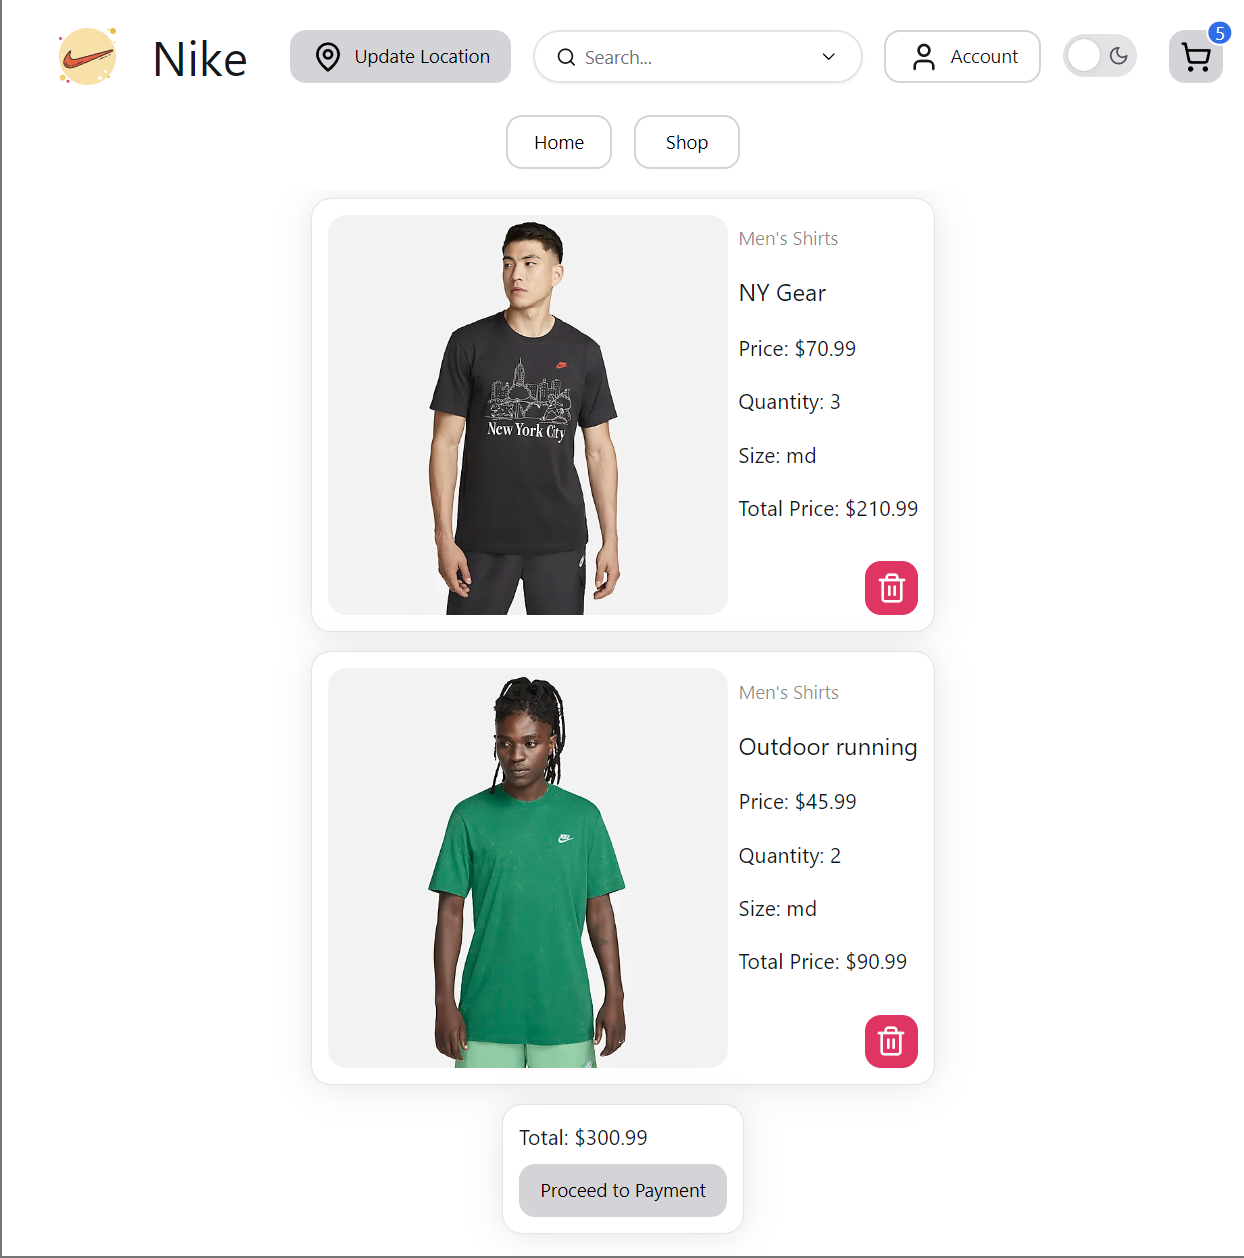 Nike
Update Location
Search...
Account
5
Home
Shop
New York City
Men's Shirts
NY Gear
Price: $70.99
Quantity: 3
Size: md
Total Price: $210.99
Men's Shirts
Outdoor running
Price: $45.99
Quantity: 2
Size: md
Total Price: $90.99
Total: $300.99
Proceed to Payment